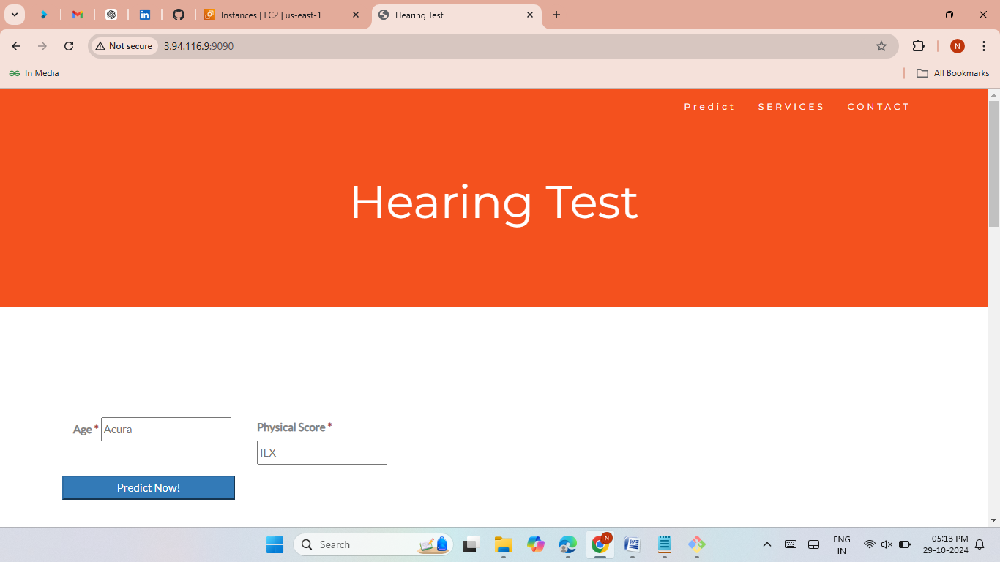 Instances | EC2 | us-east-1
Hearing Test
Not secure
3.94.116.9:9090
N
In Media
All Bookmarks
Predict SERVICES CONTACT
Hearing Test
Age * Acura
Physical Score *
ILX
Predict Now!
Search
N
ENG
IN
05:13 PM
29-10-2024